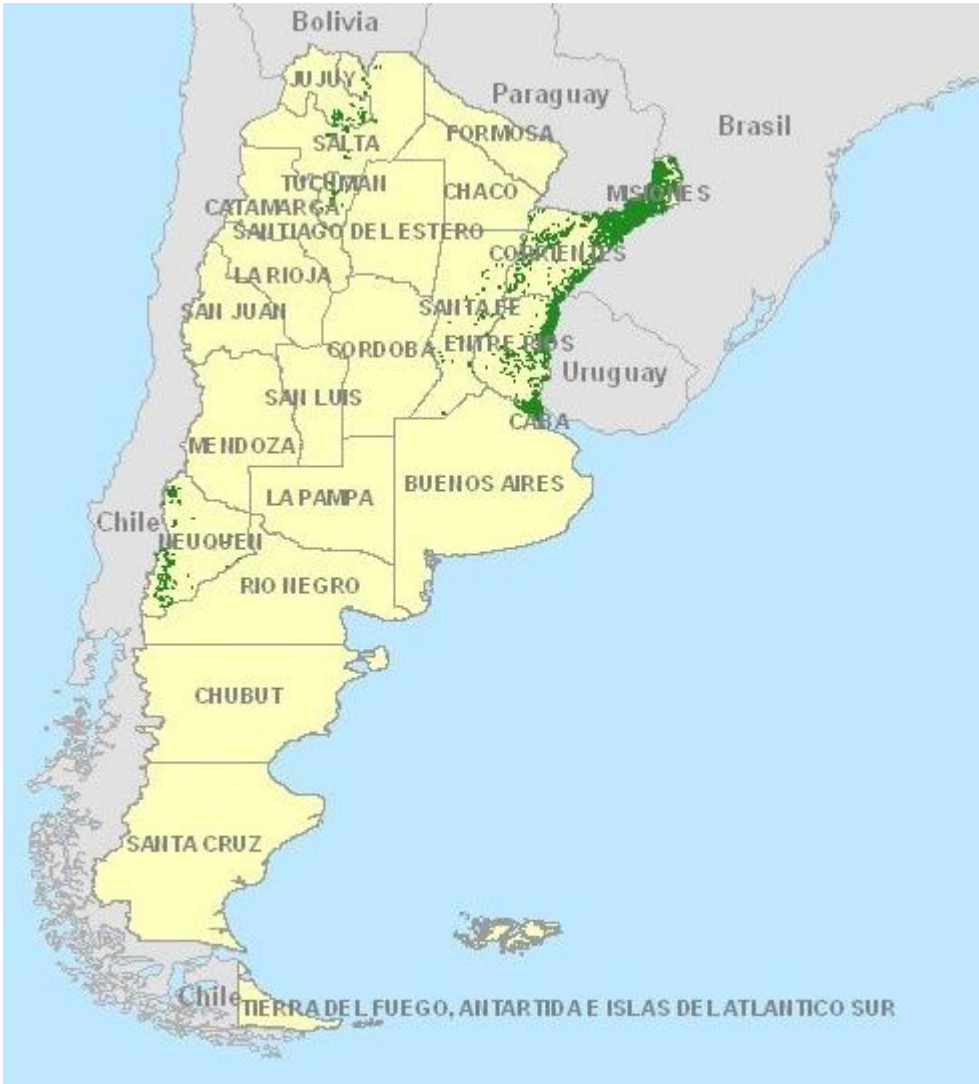 Bolivia
JUJUY
Paraguay
Brasil
FORMOSA
SALTA
MISIONES
TUCUMAN
CHACO
CATAMARGA
SANTIAGO DEL ESTERO
CORRIENTES
LA RIOJA
SAN JUAN
SANTA FE
ENTRE RIOS
CORDOBA
Uruguay
SAN LUIS
CABA
MENDOZA
BUENOS AIRES
LA PAMPA
Chile
NEUQUEN
RIO NEGRO
CHUBUT
SANTA CRUZ
Chile
TIERRA DEL FUEGO, ANTARTIDA E ISLAS DEL ATLANTICO SUR